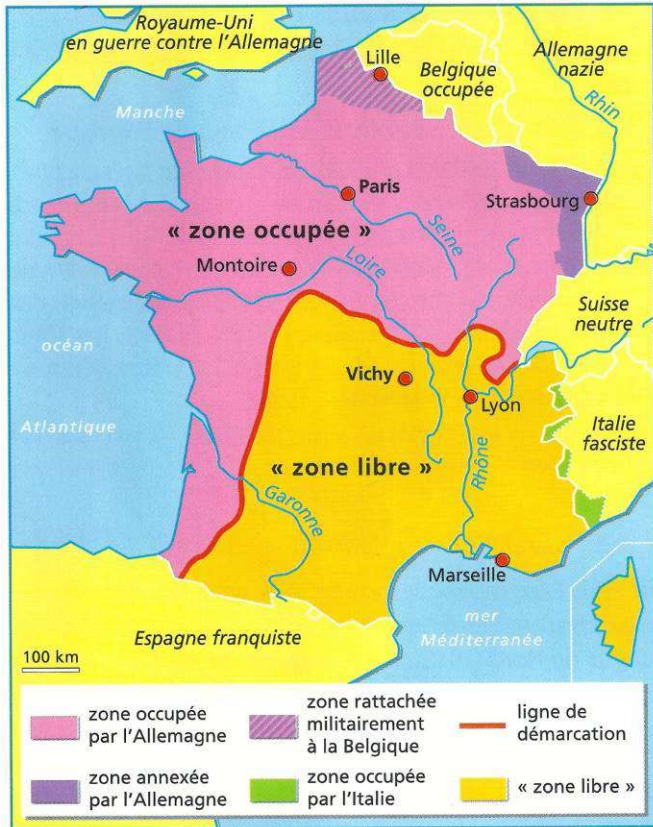 Royaume-Uni
en guerre contre l'Allemagne
Lille
Belgique
occupée
Allemagne
nazie
Rhin
Manche
Paris
Strasbourg
« zone occupée »
Seine
Montoire
Loire
Suisse
neutre
océan
Atlantique
Vichy
Lyon
Italie
fasciste
« zone libre »
Rhône
Garonne
Marseille
mer
Méditerranée
Espagne franquiste
100 km
zone occupée
par l'Allemagne
zone rattachée
militairement
à la Belgique
ligne de
démarcation
zone annexée
par l'Allemagne
zone occupée
par l'Italie
« zone libre »